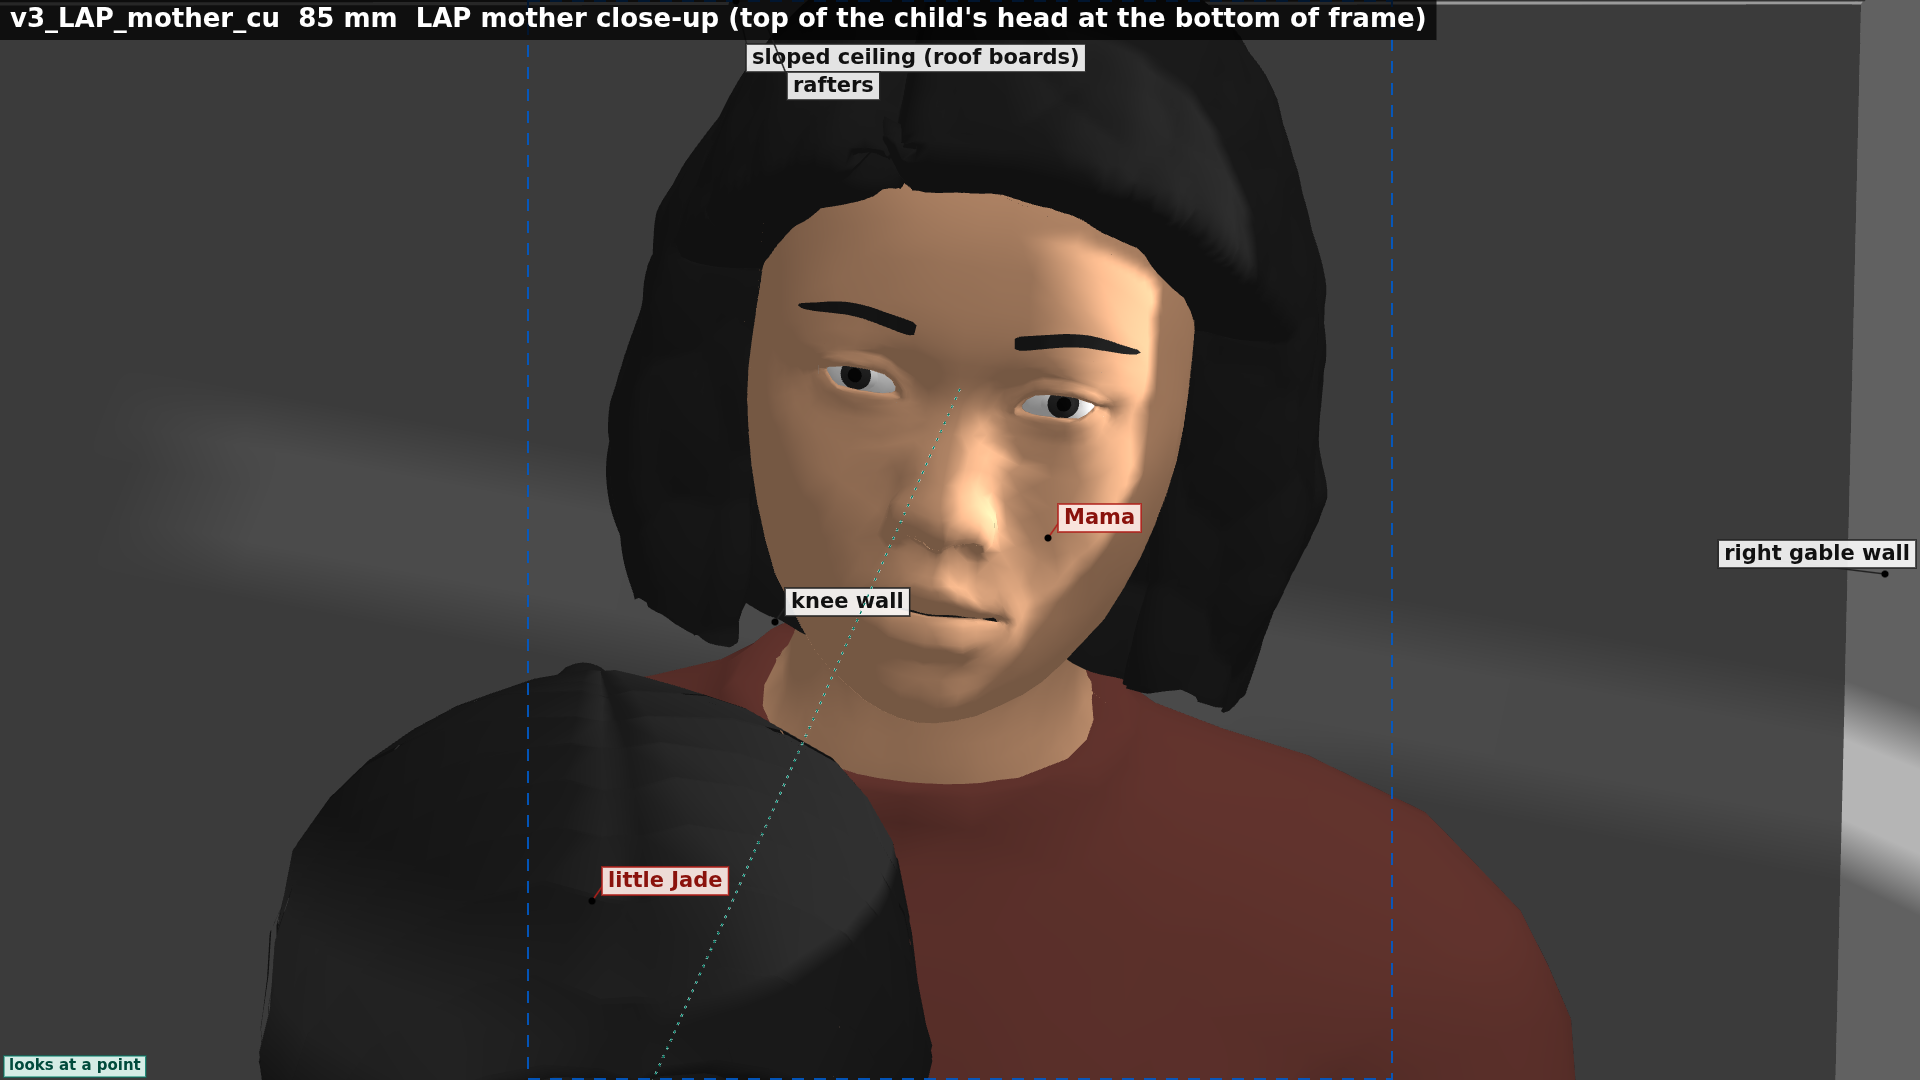 v3_LAP_mother_cu  85 mm  LAP mother close-up (top of the child's head at the bottom of frame)
sloped ceiling (roof boards)
rafters
Mama
right gable wall
knee wall
little Jade
looks at a point